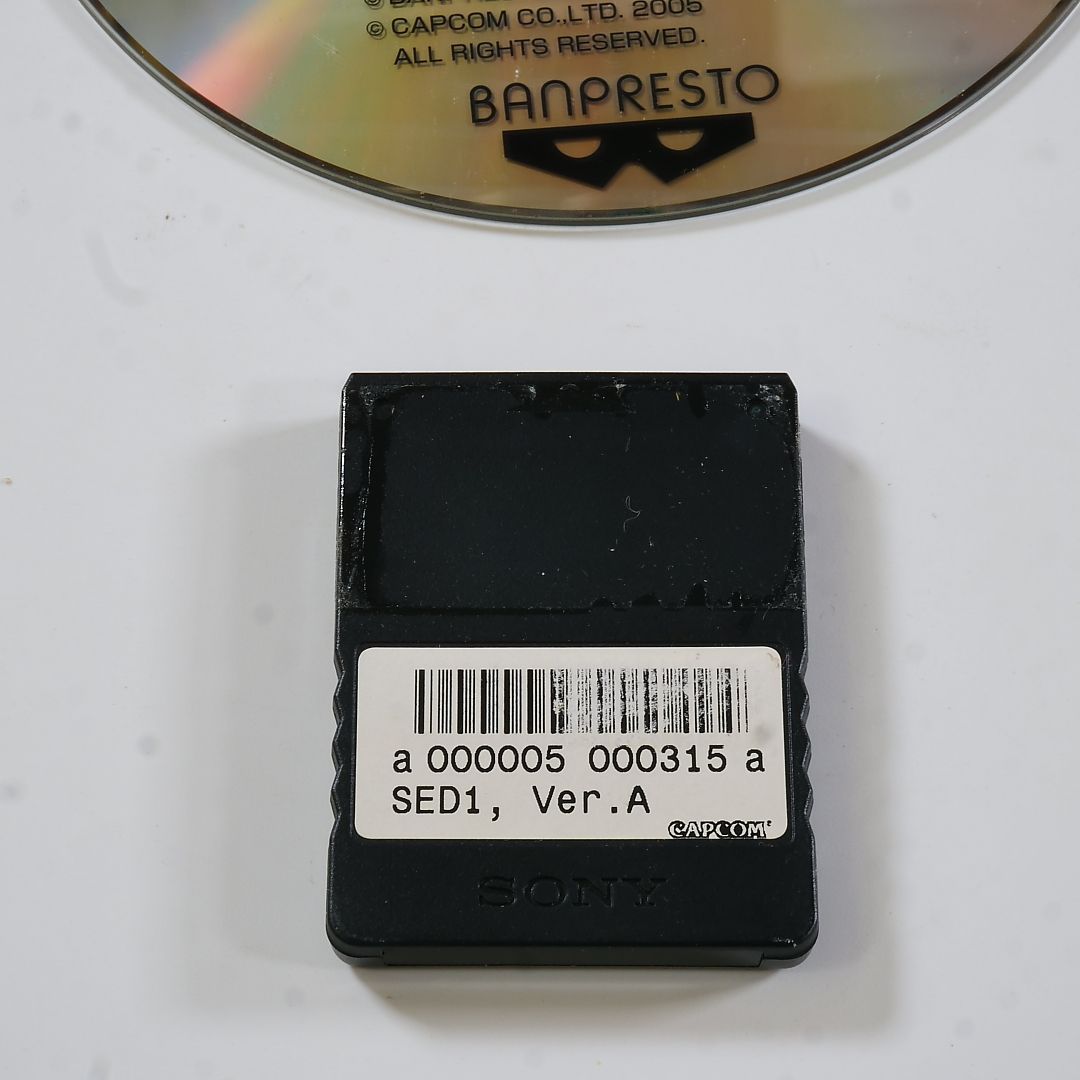 © CAPCOM CO.,LTD. 2005
ALL RIGHTS RESERVED.
BANPRESTO
a 000005 000315 a
SED1, Ver.A
CAPCOM
SONY